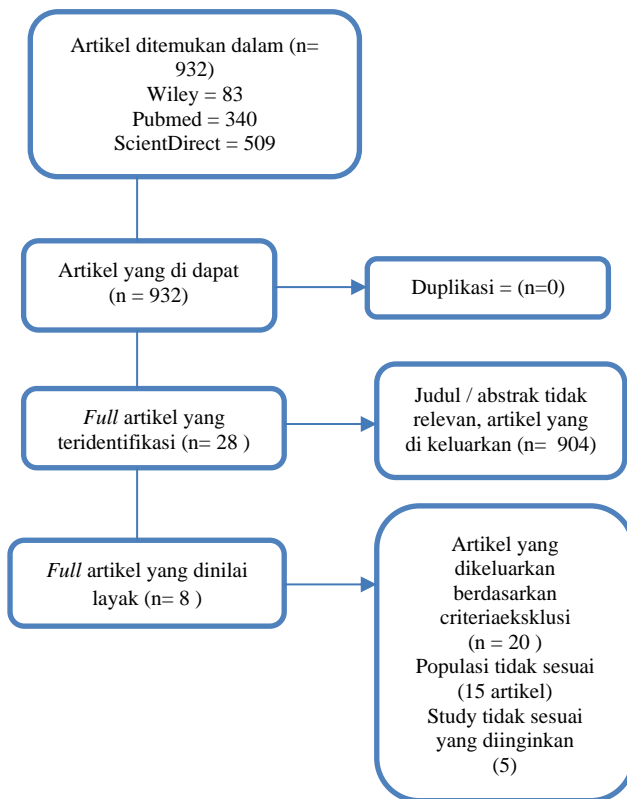 Artikel ditemukan dalam (n=
932)
Wiley = 83
Pubmed = 340
ScientDirect = 509
Artikel yang di dapat
(n = 932)
Duplikasi = (n=0)
Full artikel yang
teridentifikasi (n= 28 )
Judul / abstrak tidak
relevan, artikel yang
di keluarkan (n= 904)
Full artikel yang dinilai
layak (n= 8 )
Artikel yang
dikeluarkan
berdasarkan
criteriaeksklusi
(n = 20 )
Populasi tidak sesuai
(15 artikel)
Study tidak sesuai
yang diinginkan
(5)